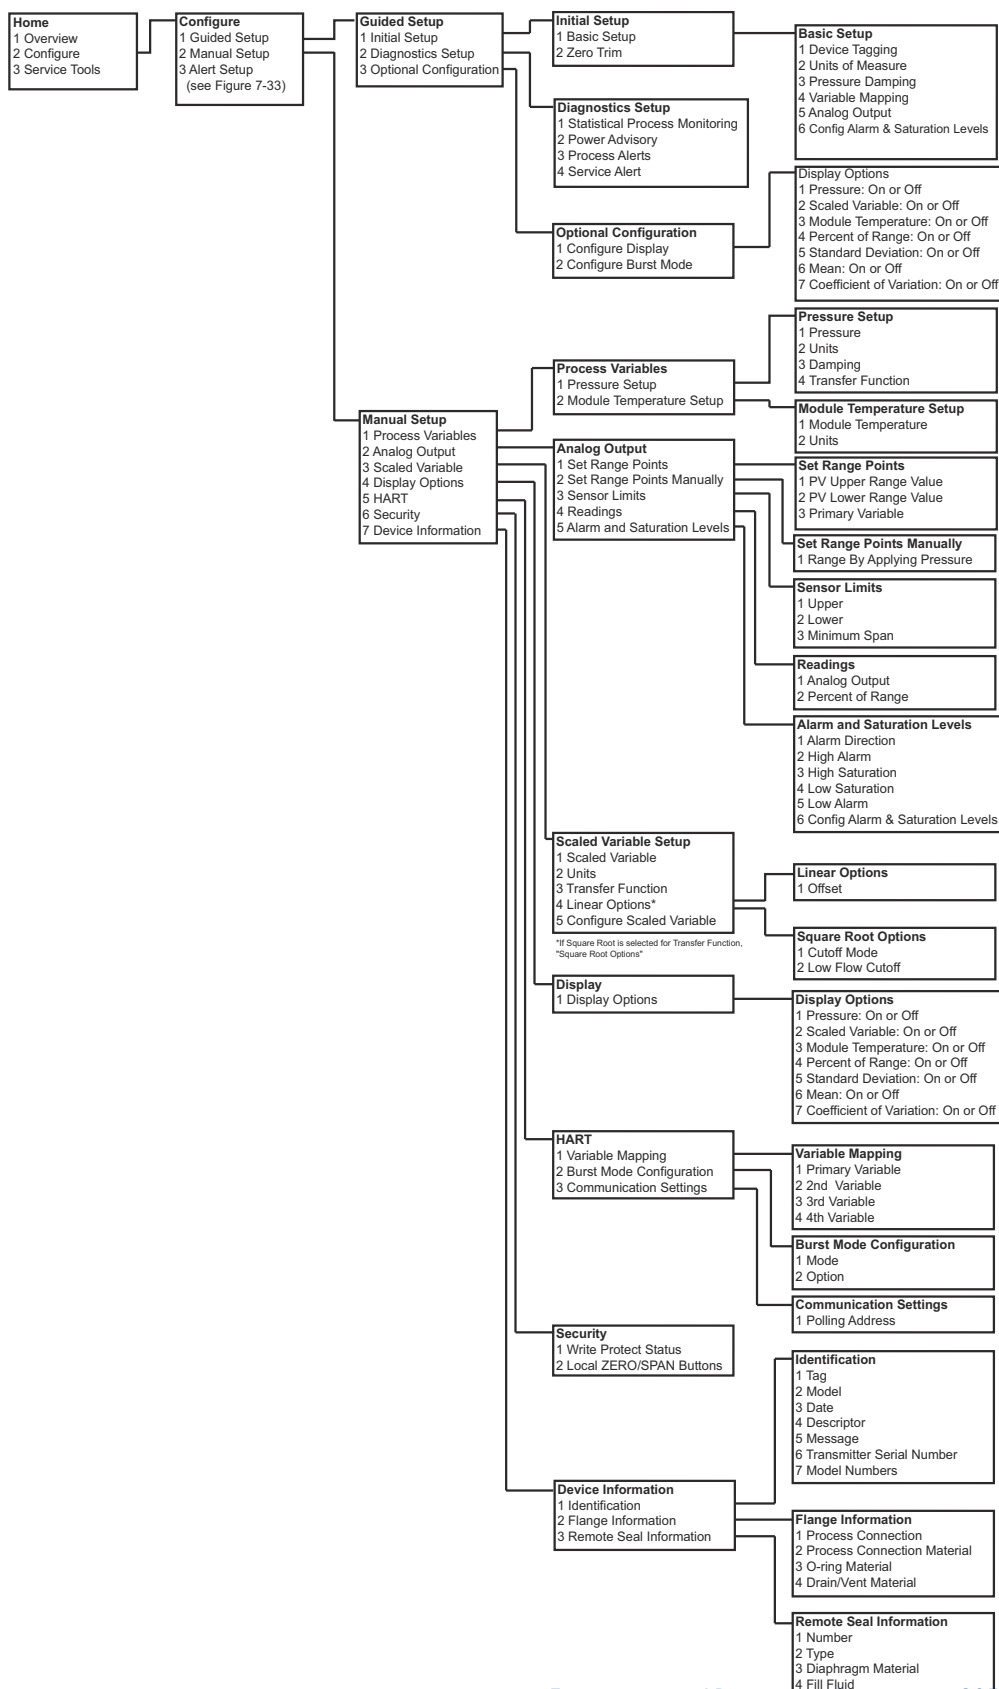 Home
1 Overview
2 Configure
3 Service Tools
Configure
1 Guided Setup
2 Manual Setup
3 Alert Setup
(see Figure 7-33)
Guided Setup
1 Initial Setup
2 Diagnostics Setup
3 Optional Configuration
Initial Setup
1 Basic Setup
2 Zero Trim
Basic Setup
1 Device Tagging
2 Units of Measure
3 Pressure Damping
4 Variable Mapping
5 Analog Output
6 Config Alarm & Saturation Levels
Diagnostics Setup
1 Statistical Process Monitoring
2 Power Advisory
3 Process Alerts
4 Service Alert
Optional Configuration
1 Configure Display
2 Configure Burst Mode
Display Options
1 Pressure: On or Off
2 Scaled Variable: On or Off
3 Module Temperature: On or Off
4 Percent of Range: On or Off
5 Standard Deviation: On or Off
6 Mean: On or Off
7 Coefficient of Variation: On or Off
Manual Setup
1 Process Variables
2 Analog Output
3 Scaled Variable
4 Display Options
5 HART
6 Security
7 Device Information
Process Variables
1 Pressure Setup
2 Module Temperature Setup
Pressure Setup
1 Pressure
2 Units
3 Damping
4 Transfer Function
Module Temperature Setup
1 Module Temperature
2 Units
Analog Output
1 Set Range Points
2 Set Range Points Manually
3 Sensor Limits
4 Readings
5 Alarm and Saturation Levels
Set Range Points
1 PV Upper Range Value
2 PV Lower Range Value
3 Primary Variable
Set Range Points Manually
1 Range By Applying Pressure
Sensor Limits
1 Upper
2 Lower
3 Minimum Span
Readings
1 Analog Output
2 Percent of Range
Alarm and Saturation Levels
1 Alarm Direction
2 High Alarm
3 High Saturation
4 Low Saturation
5 Low Alarm
6 Config Alarm & Saturation Levels
Scaled Variable Setup
1 Scaled Variable
2 Units
3 Transfer Function
4 Linear Options*
5 Configure Scaled Variable
*If Square Root is selected for Transfer Function,
"Square Root Options"
Linear Options
1 Offset
Square Root Options
1 Cutoff Mode
2 Low Flow Cutoff
Display
1 Display Options
Display Options
1 Pressure: On or Off
2 Scaled Variable: On or Off
3 Module Temperature: On or Off
4 Percent of Range: On or Off
5 Standard Deviation: On or Off
6 Mean: On or Off
7 Coefficient of Variation: On or Off
HART
1 Variable Mapping
2 Burst Mode Configuration
3 Communication Settings
Variable Mapping
1 Primary Variable
2 2nd Variable
3 3rd Variable
4 4th Variable
Burst Mode Configuration
1 Mode
2 Option
Communication Settings
1 Polling Address
Security
1 Write Protect Status
2 Local ZERO/SPAN Buttons
Device Information
1 Identification
2 Flange Information
3 Remote Seal Information
Identification
1 Tag
2 Model
3 Date
4 Descriptor
5 Message
6 Transmitter Serial Number
7 Model Numbers
Flange Information
1 Process Connection
2 Process Connection Material
3 O-ring Material
4 Drain/Vent Material
Remote Seal Information
1 Number
2 Type
3 Diaphragm Material
4 Fill Fluid